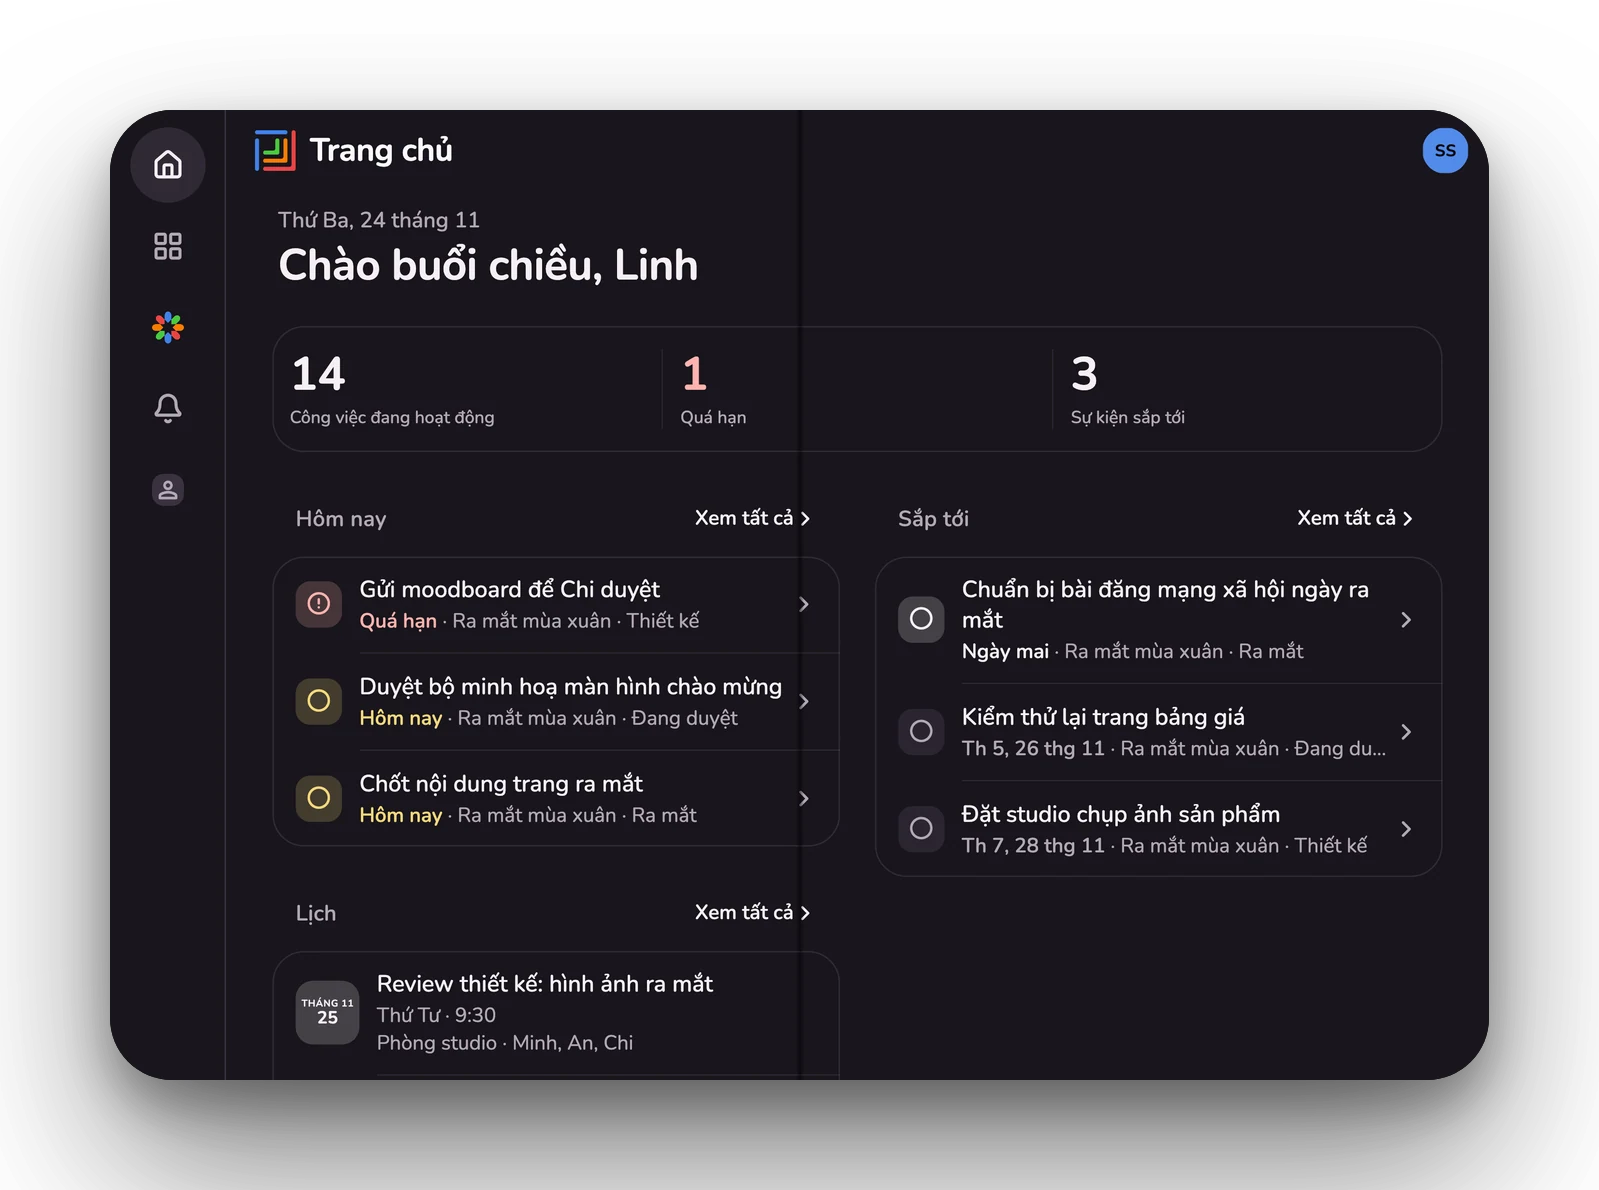 Trang chủ
SS
Thứ Ba, 24 tháng 11
Chào buổi chiều, Linh
14
Công việc đang hoạt động
1
Quá hạn
3
Sự kiện sắp tới
Hôm nay
Xem tất cả
Gửi moodboard để Chi duyệt
Quá hạn · Ra mắt mùa xuân · Thiết kế
Duyệt bộ minh hoạ màn hình chào mừng
Hôm nay · Ra mắt mùa xuân · Đang duyệt
Chốt nội dung trang ra mắt
Hôm nay · Ra mắt mùa xuân · Ra mắt
Sắp tới
Xem tất cả
Chuẩn bị bài đăng mạng xã hội ngày ra
mắt
Ngày mai · Ra mắt mùa xuân · Ra mắt
Kiểm thử lại trang bảng giá
Th 5, 26 thg 11 · Ra mắt mùa xuân · Đang du...
Đặt studio chụp ảnh sản phẩm
Th 7, 28 thg 11 · Ra mắt mùa xuân · Thiết kế
Lịch
Xem tất cả
THÁNG 11
25
Review thiết kế: hình ảnh ra mắt
Thứ Tư · 9:30
Phòng studio · Minh, An, Chi